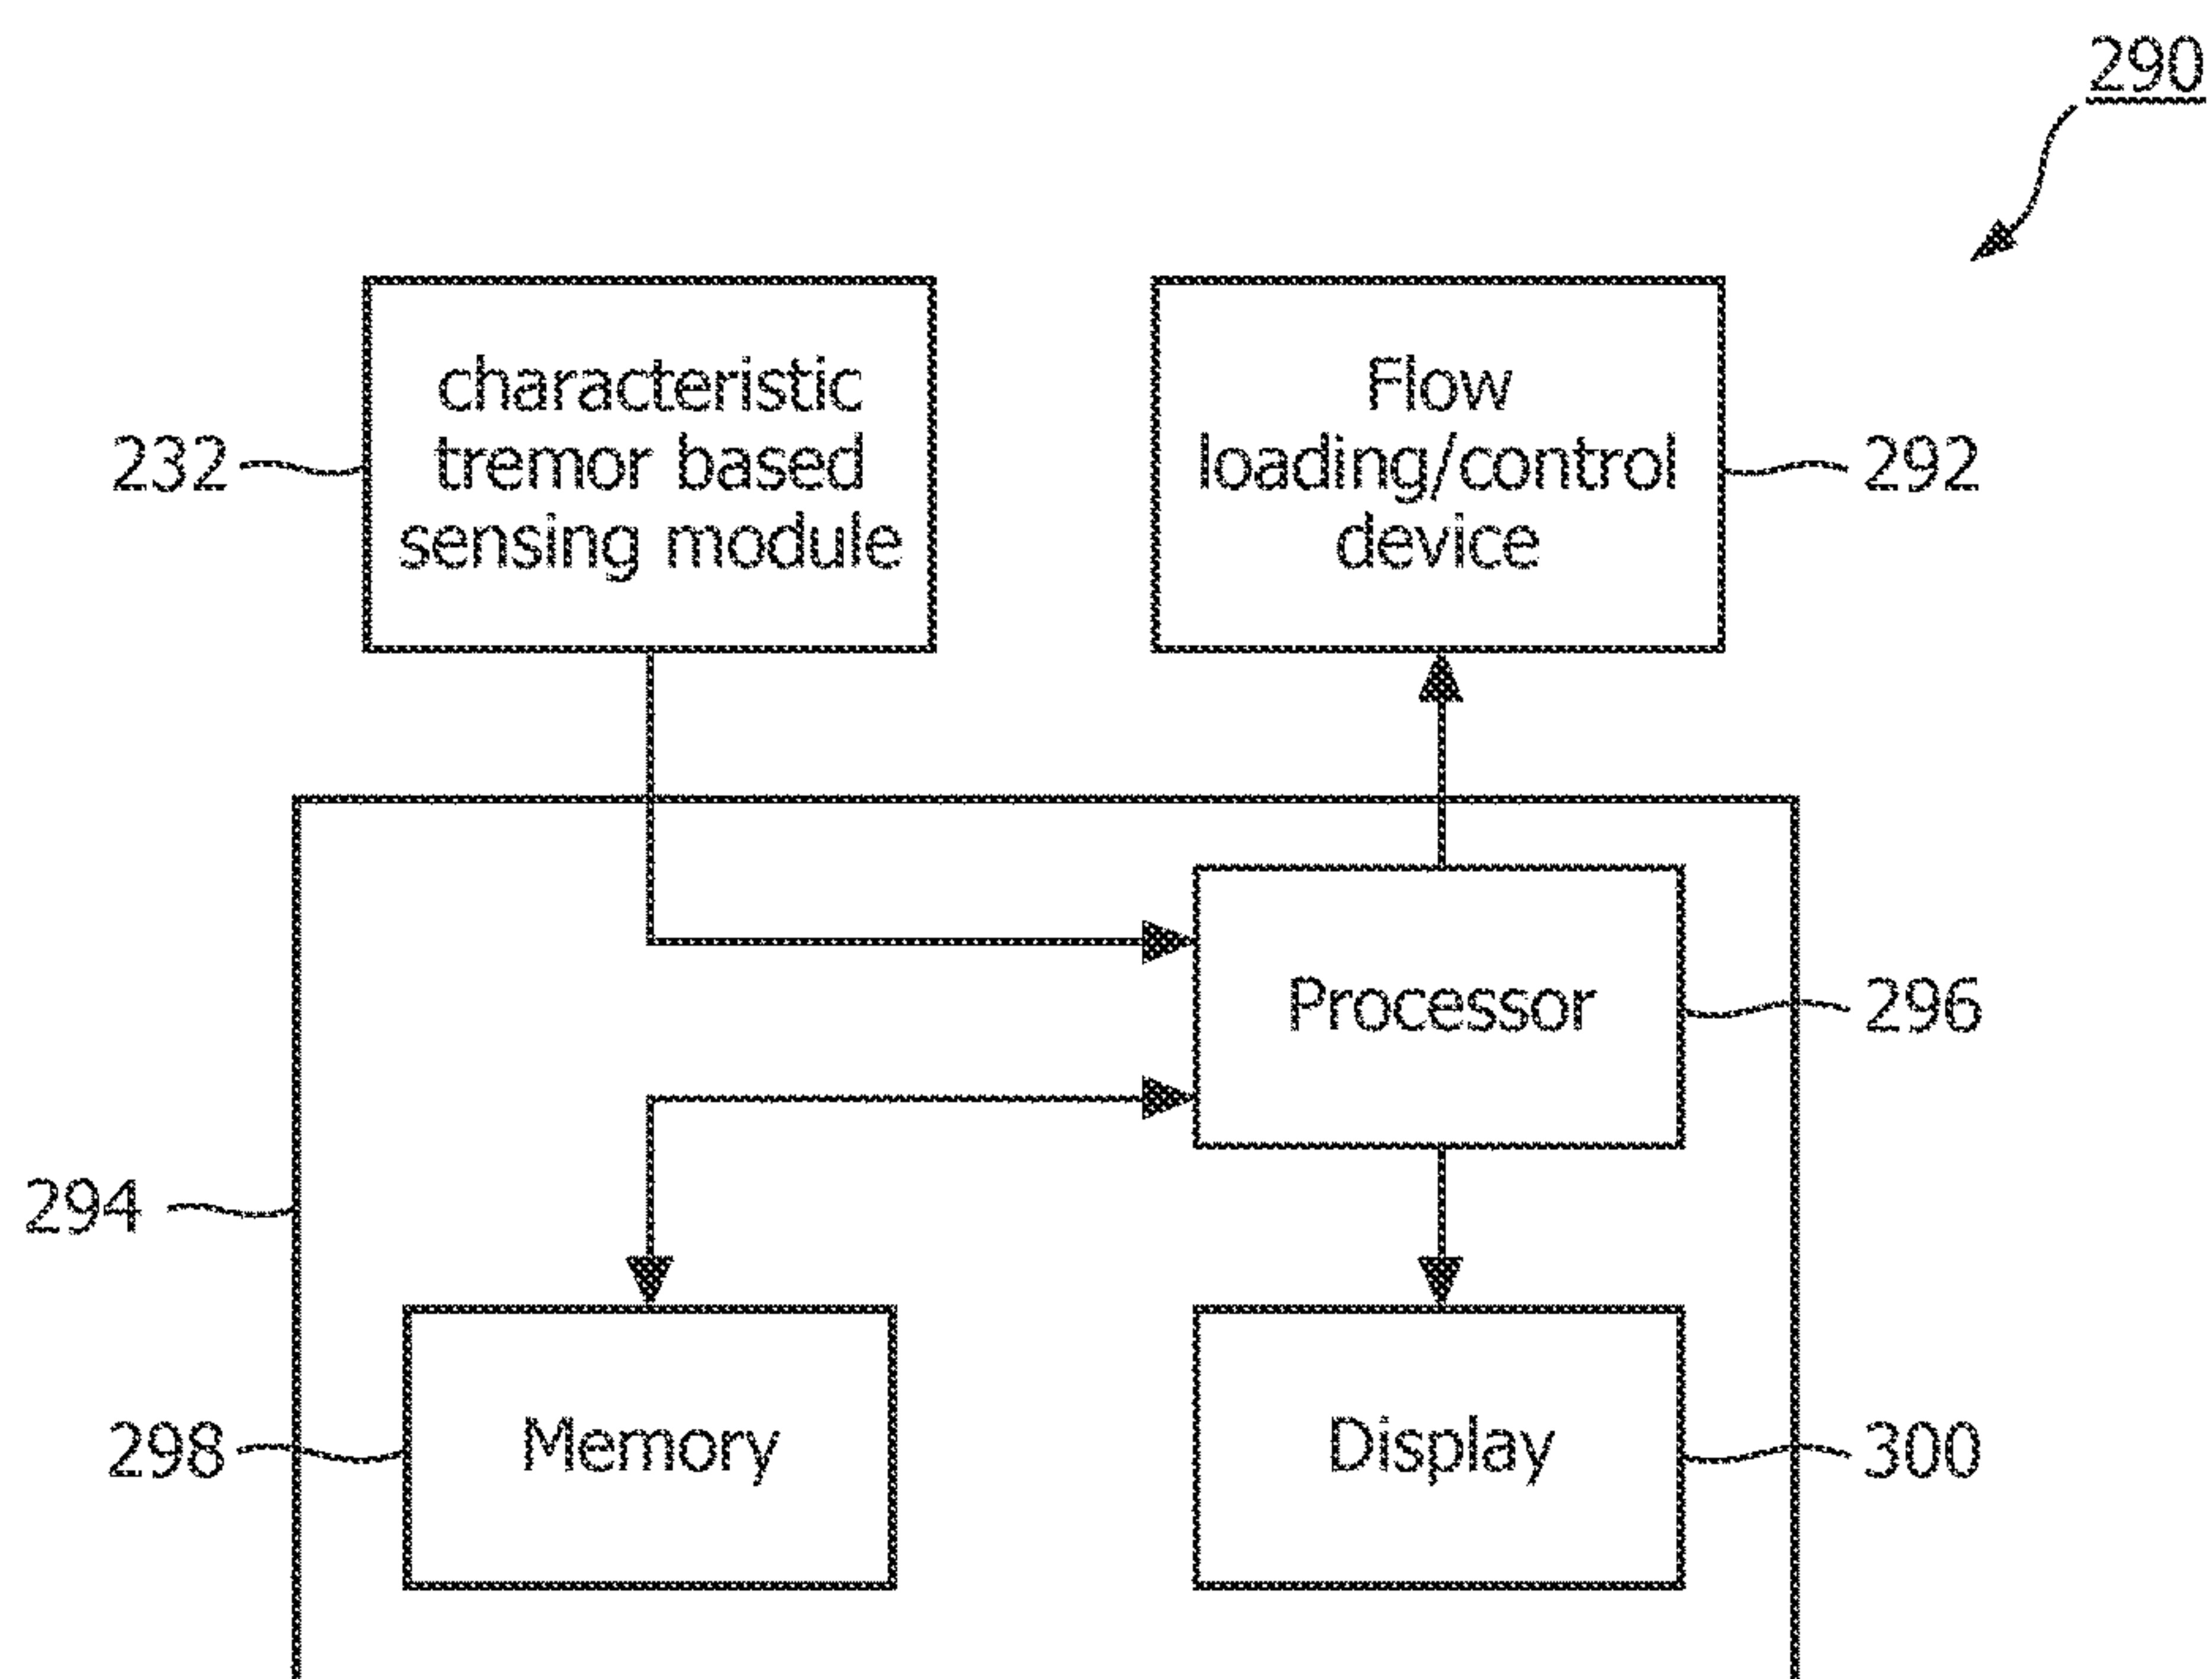 290
characteristic
tremor based
sensing module
232
Flow
loading/control
device
292
Processor
296
294
Memory
298
Display
300